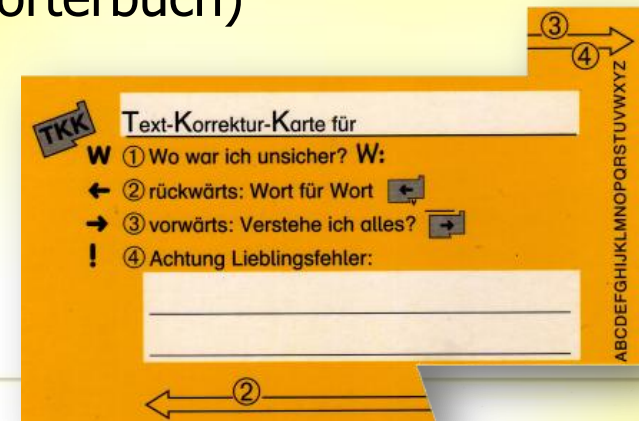 örterbuch)
③
④
TKK
Text-Korrektur-Karte für
W ① Wo war ich unsicher? W:
← ② rückwärts: Wort für Wort ←
→ ③ vorwärts: Verstehe ich alles? →
! ④ Achtung Lieblingsfehler:
②
ABCDEFGHIJKLMNOPQRSTUVWXYZ